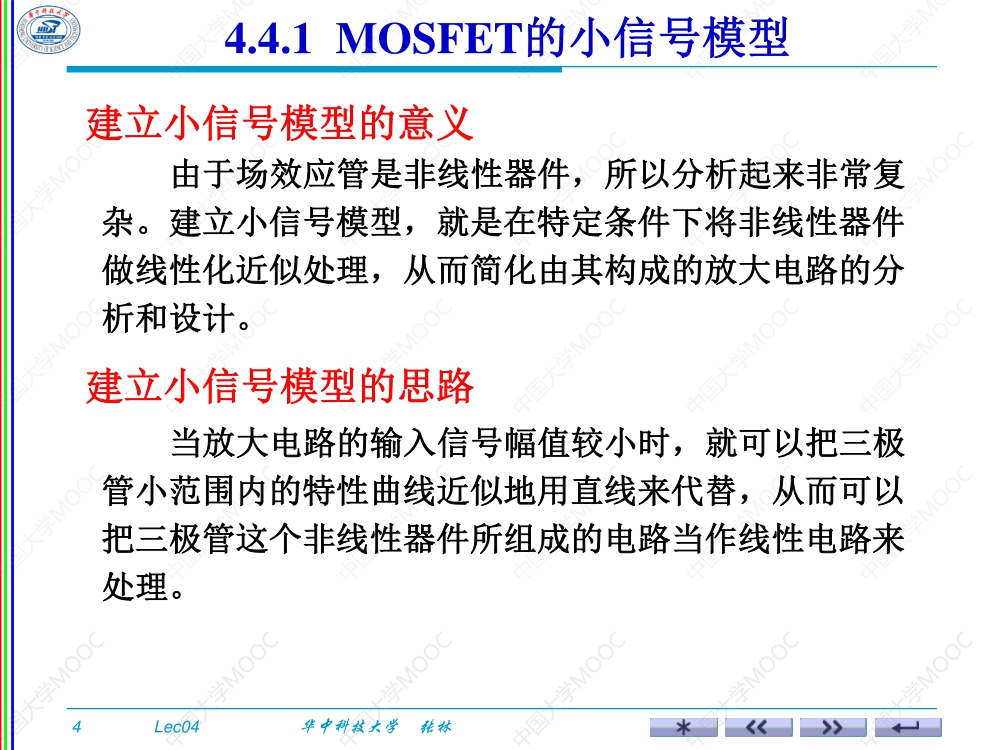 4.4.1 MOSFET的小信号模型
建立小信号模型的意义
由于场效应管是非线性器件，所以分析起来非常复
杂。建立小信号模型，就是在特定条件下将非线性器件
做线性化近似处理，从而简化由其构成的放大电路的分
析和设计。
建立小信号模型的思路
当放大电路的输入信号幅值较小时，就可以把三极
管小范围内的特性曲线近似地用直线来代替，从而可以
把三极管这个非线性器件所组成的电路当作线性电路来
处理。
4 Lec04 华中科技大学 张林
中国大学MOOC